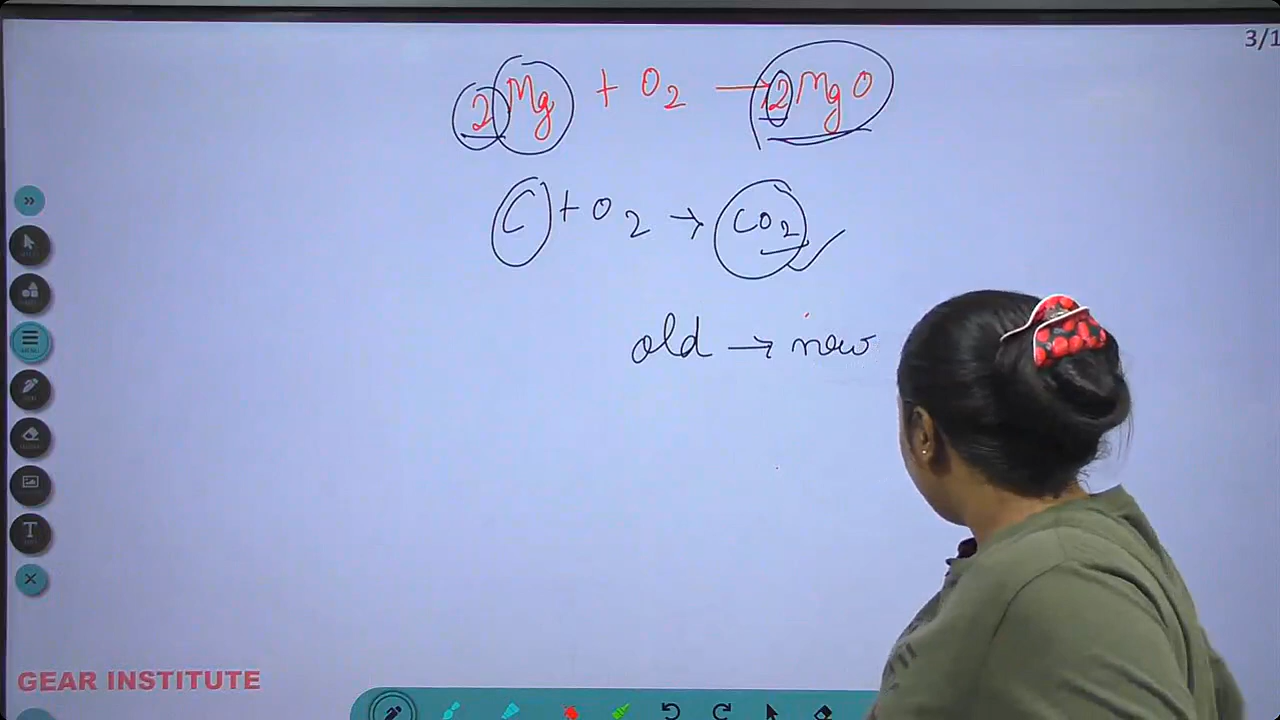 3/1
2Mg + O2 → 2MgO
C + O2 → CO2
old → new
GEAR INSTITUTE